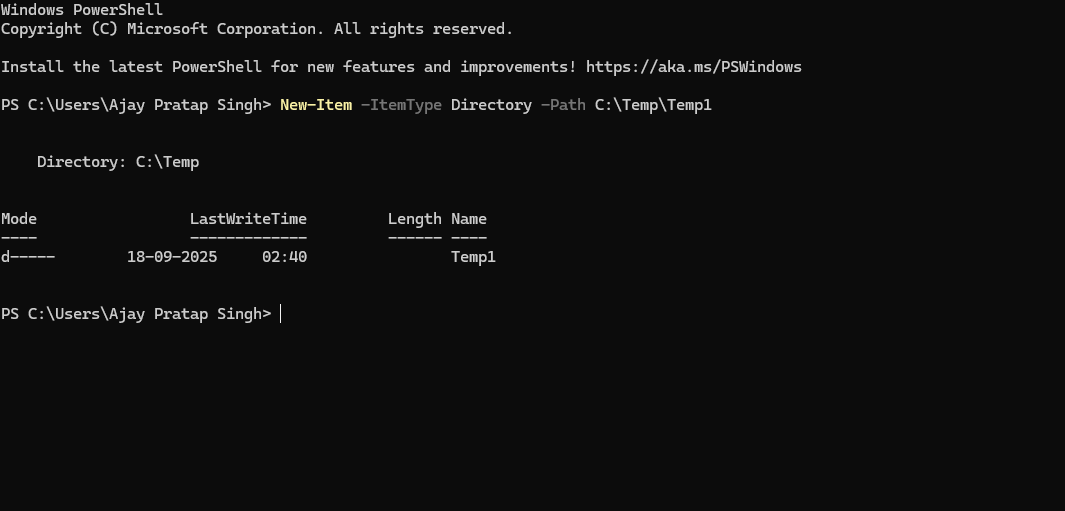 Windows PowerShell
Copyright (C) Microsoft Corporation. All rights reserved.
Install the latest PowerShell for new features and improvements! https://aka.ms/PSWindows
PS C:\Users\Ajay Pratap Singh> New-Item -ItemType Directory -Path C:\Temp\Temp1
    Directory: C:\Temp
Mode                 LastWriteTime         Length Name
----                 -------------         ------ ----
d-----        18-09-2025     02:40                Temp1
PS C:\Users\Ajay Pratap Singh>